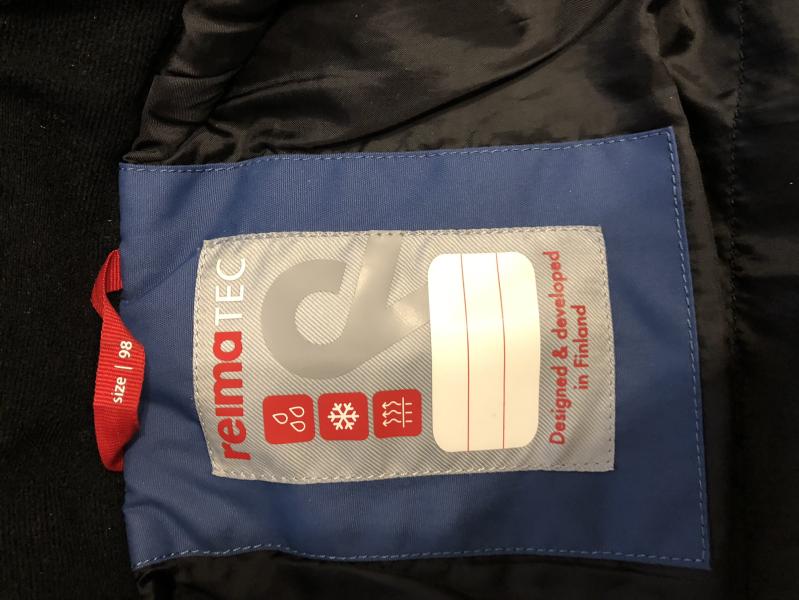 size | 98
reima TEC
Designed & developed
in Finland